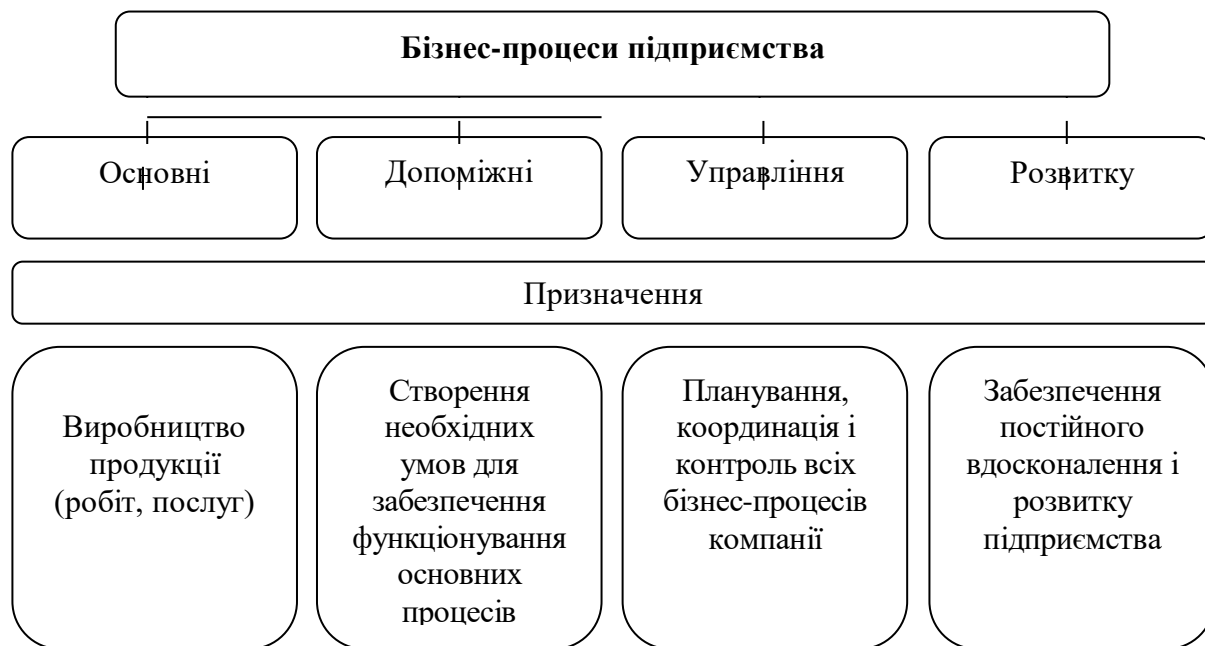 Бізнес-процеси підприємства
Основні
Допоміжні
Управління
Розвитку
Призначення
Виробництво
продукції
(робіт, послуг)
Створення
необхідних
умов для
забезпечення
функціонування
основних
процесів
Планування,
координація і
контроль всіх
бізнес-процесів
компанії
Забезпечення
постійного
вдосконалення і
розвитку
підприємства